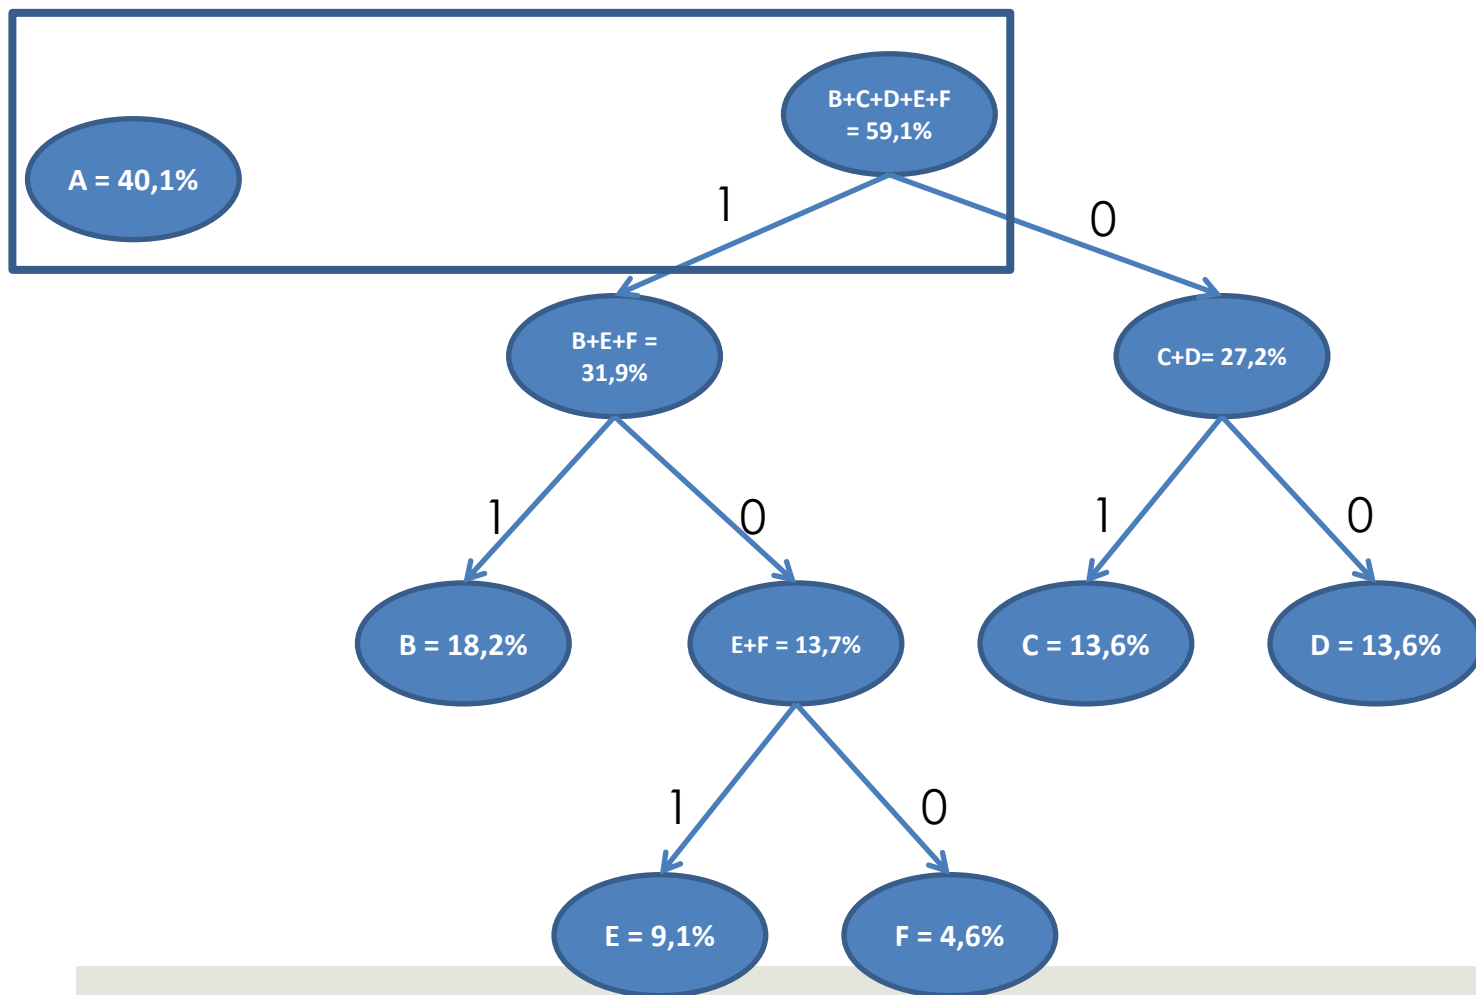 B+C+D+E+F
= 59,1%
A = 40,1%
1
0
B+E+F =
31,9%
C+D= 27,2%
1
0
1
0
B = 18,2%
E+F = 13,7%
C = 13,6%
D = 13,6%
1
0
E = 9,1%
F = 4,6%